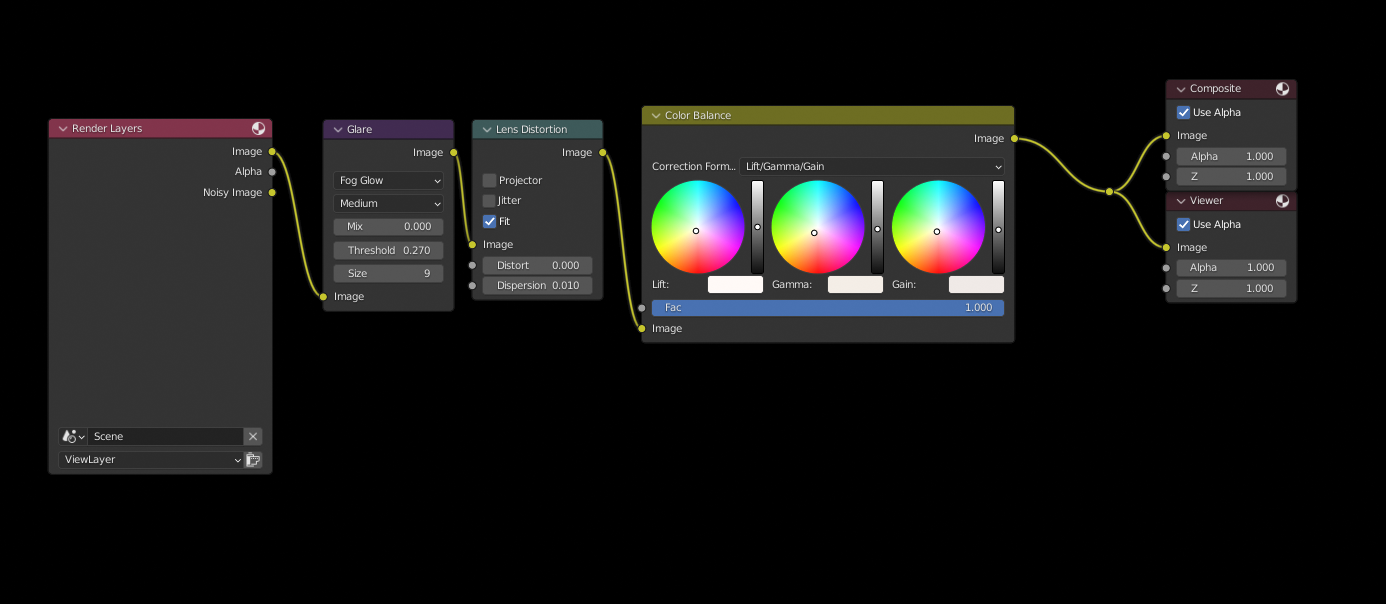 Render Layers
Image
Alpha
Noisy Image
Scene
ViewLayer
Glare
Image
Fog Glow
Medium
Mix 0.000
Threshold 0.270
Size 9
Image
Lens Distortion
Image
Projector
Jitter
Fit
Image
Distort 0.000
Dispersion 0.010
Color Balance
Image
Correction Form... Lift/Gamma/Gain
Lift: Gamma: Gain:
Fac 1.000
Image
Composite
Use Alpha
Image
Alpha 1.000
Z 1.000
Viewer
Use Alpha
Image
Alpha 1.000
Z 1.000